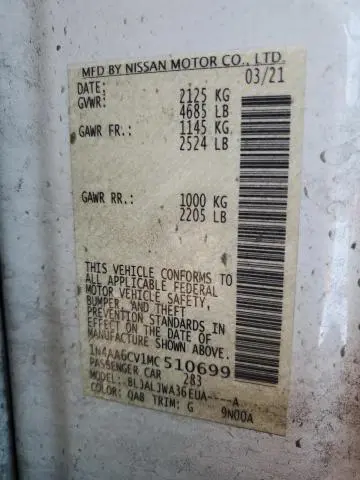 MFD BY NISSAN MOTOR CO., LTD.
DATE: 03/21
GVWR: 2125 KG
4685 LB
GAWR FR.: 1145 KG
2524 LB
GAWR RR.: 1000 KG
2205 LB
THIS VEHICLE CONFORMS TO
ALL APPLICABLE FEDERAL
MOTOR VEHICLE SAFETY,
BUMPER, AND THEFT
PREVENTION STANDARDS IN
EFFECT ON THE DATE OF
MANUFACTURE SHOWN ABOVE.
1N4AA6CV1MC510699
PASSENGER CAR 283
MODEL: BLJALJWA36EUA----A
COLOR: QAB TRIM: G 9N00A